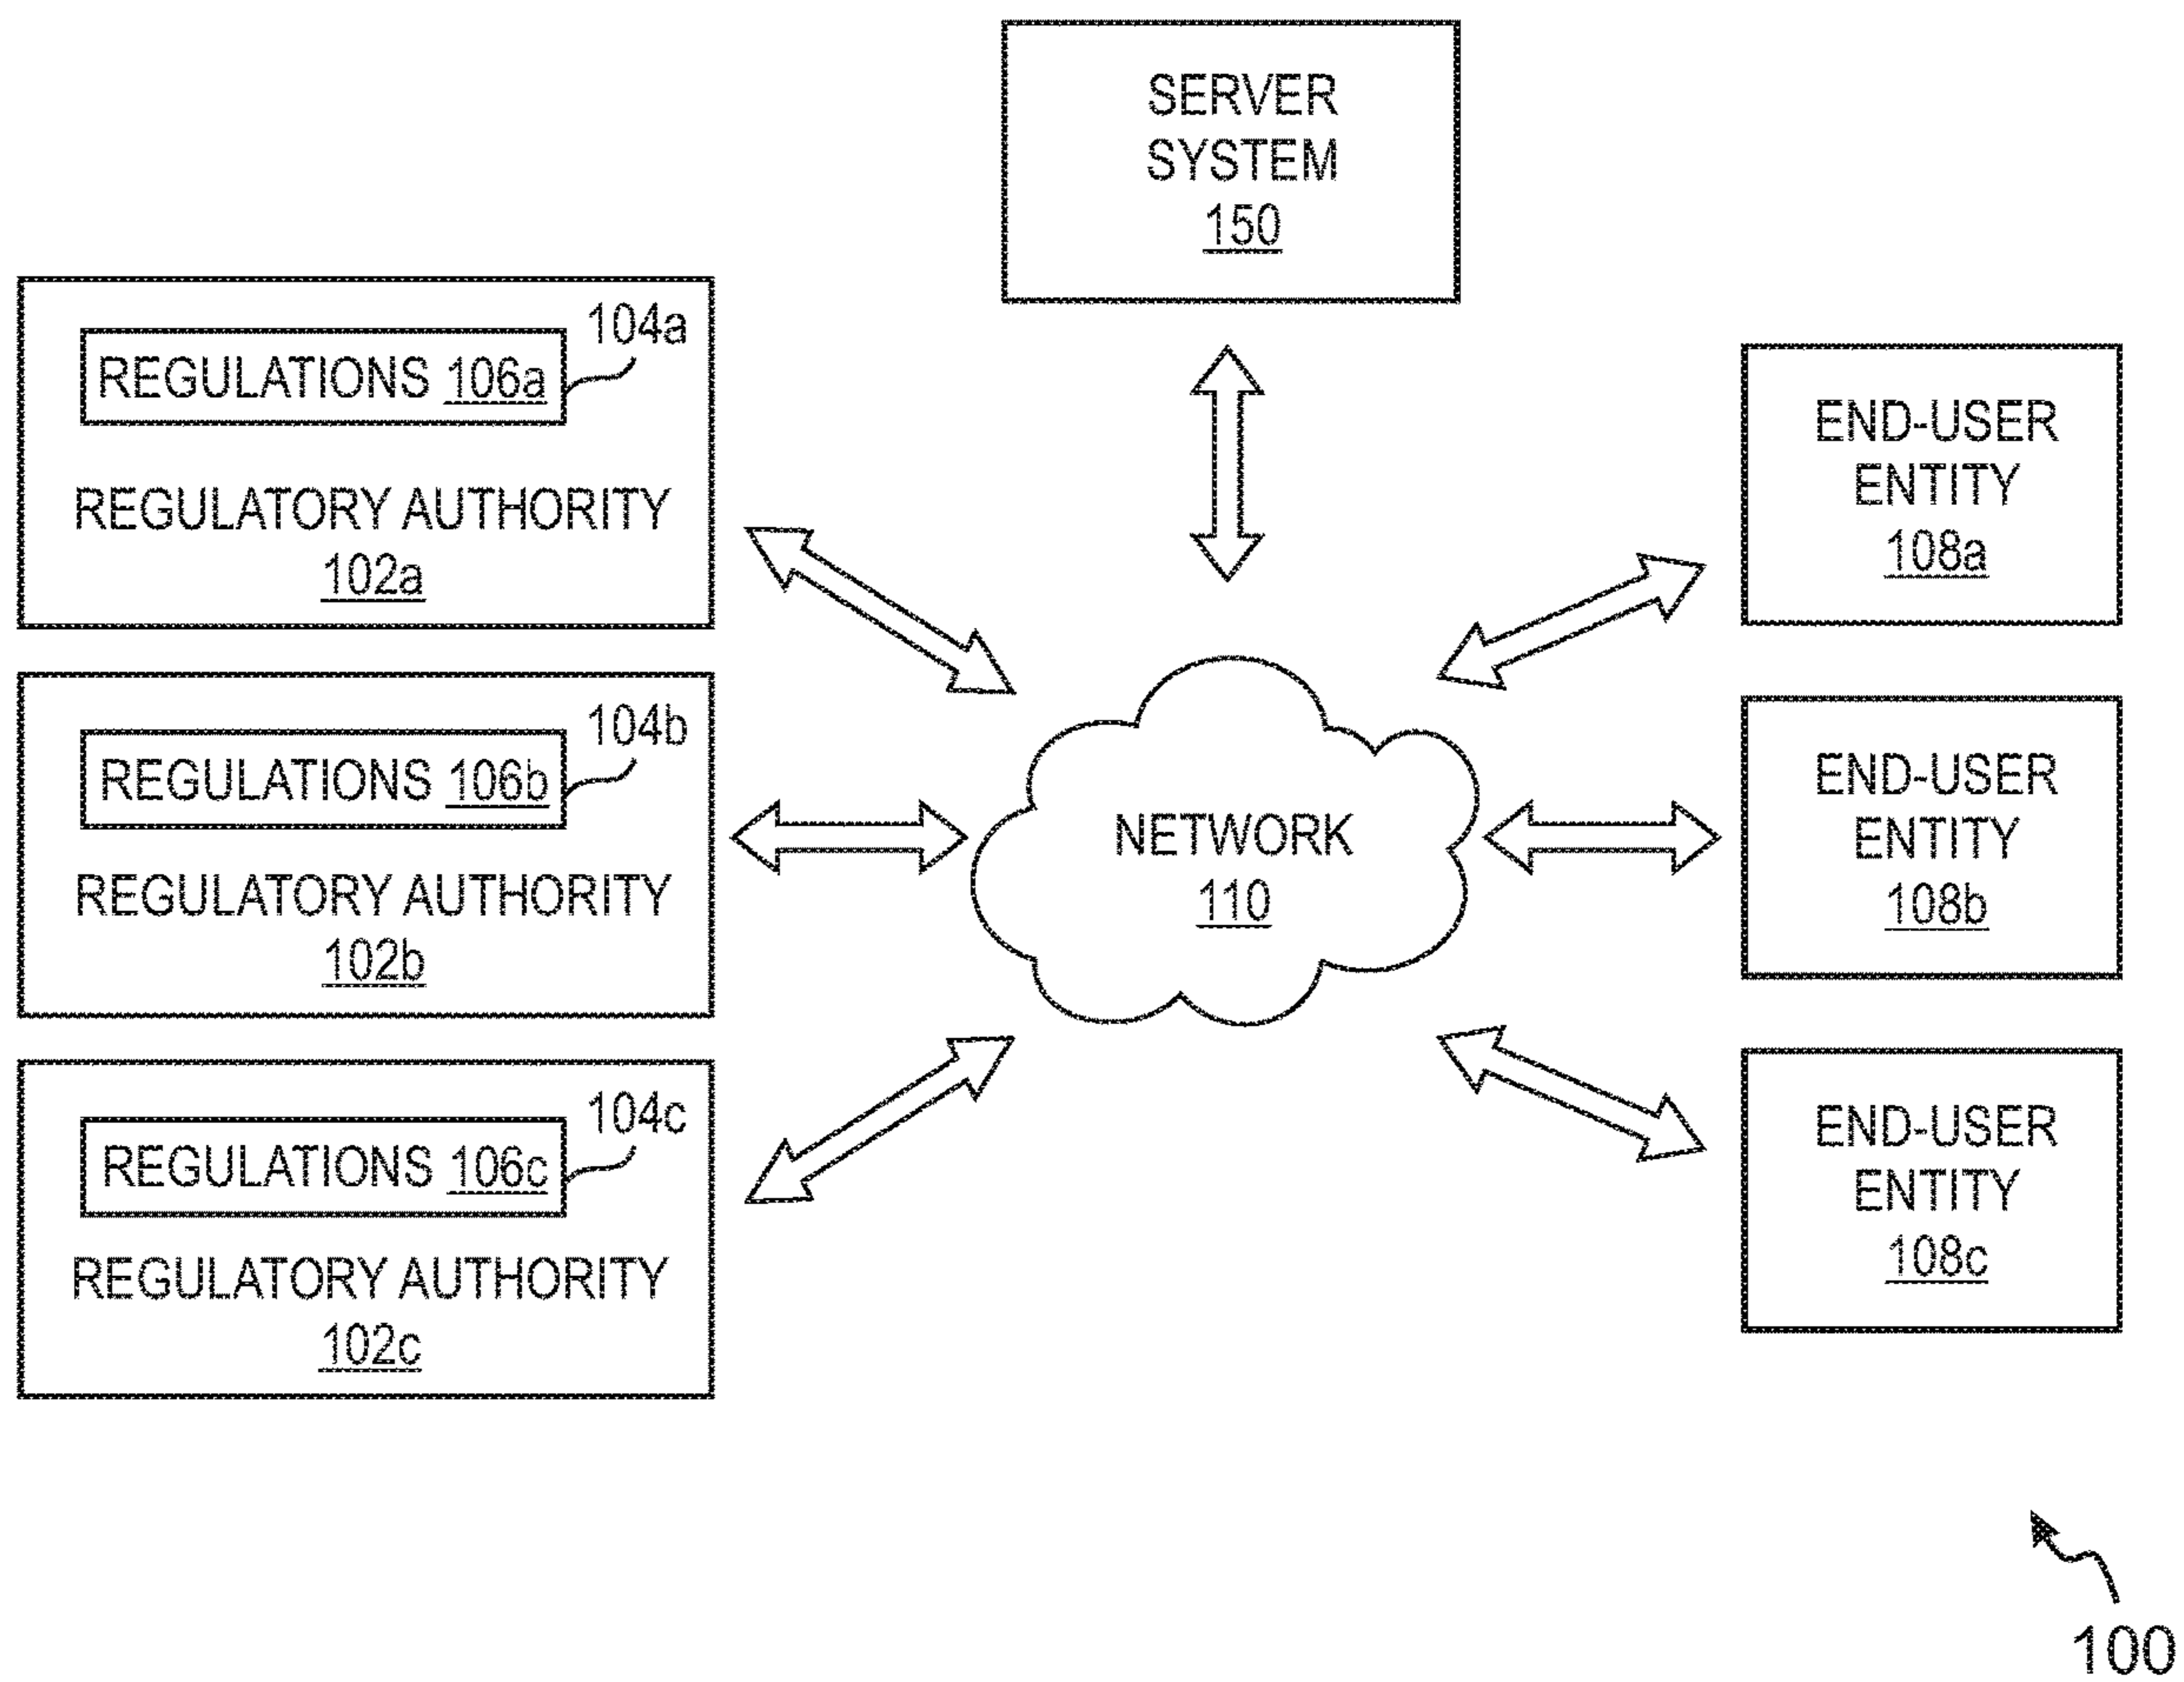 SERVER
SYSTEM
150
104a
REGULATIONS 106a
REGULATORY AUTHORITY
102a
104b
REGULATIONS 106b
REGULATORY AUTHORITY
102b
104c
REGULATIONS 106c
REGULATORY AUTHORITY
102c
NETWORK
110
END-USER
ENTITY
108a
END-USER
ENTITY
108b
END-USER
ENTITY
108c
100